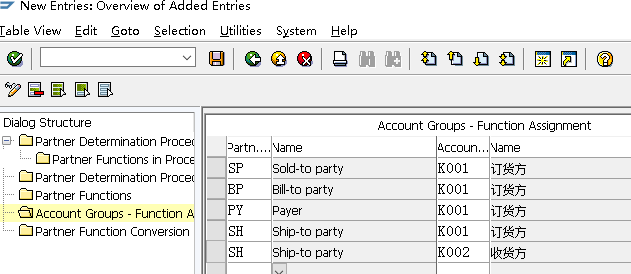 New Entries: Overview of Added Entries
Table View Edit Goto Selection Utilities System Help
Dialog Structure
Partner Determination Proced
Partner Functions in Proce
Partner Determination Proced
Partner Functions
Account Groups - Function A
Partner Function Conversion
Account Groups - Function Assignment
Partn... Name Accoun... Name
SP Sold-to party K001 订货方
BP Bill-to party K001 订货方
PY Payer K001 订货方
SH Ship-to party K001 订货方
SH Ship-to party K002 收货方